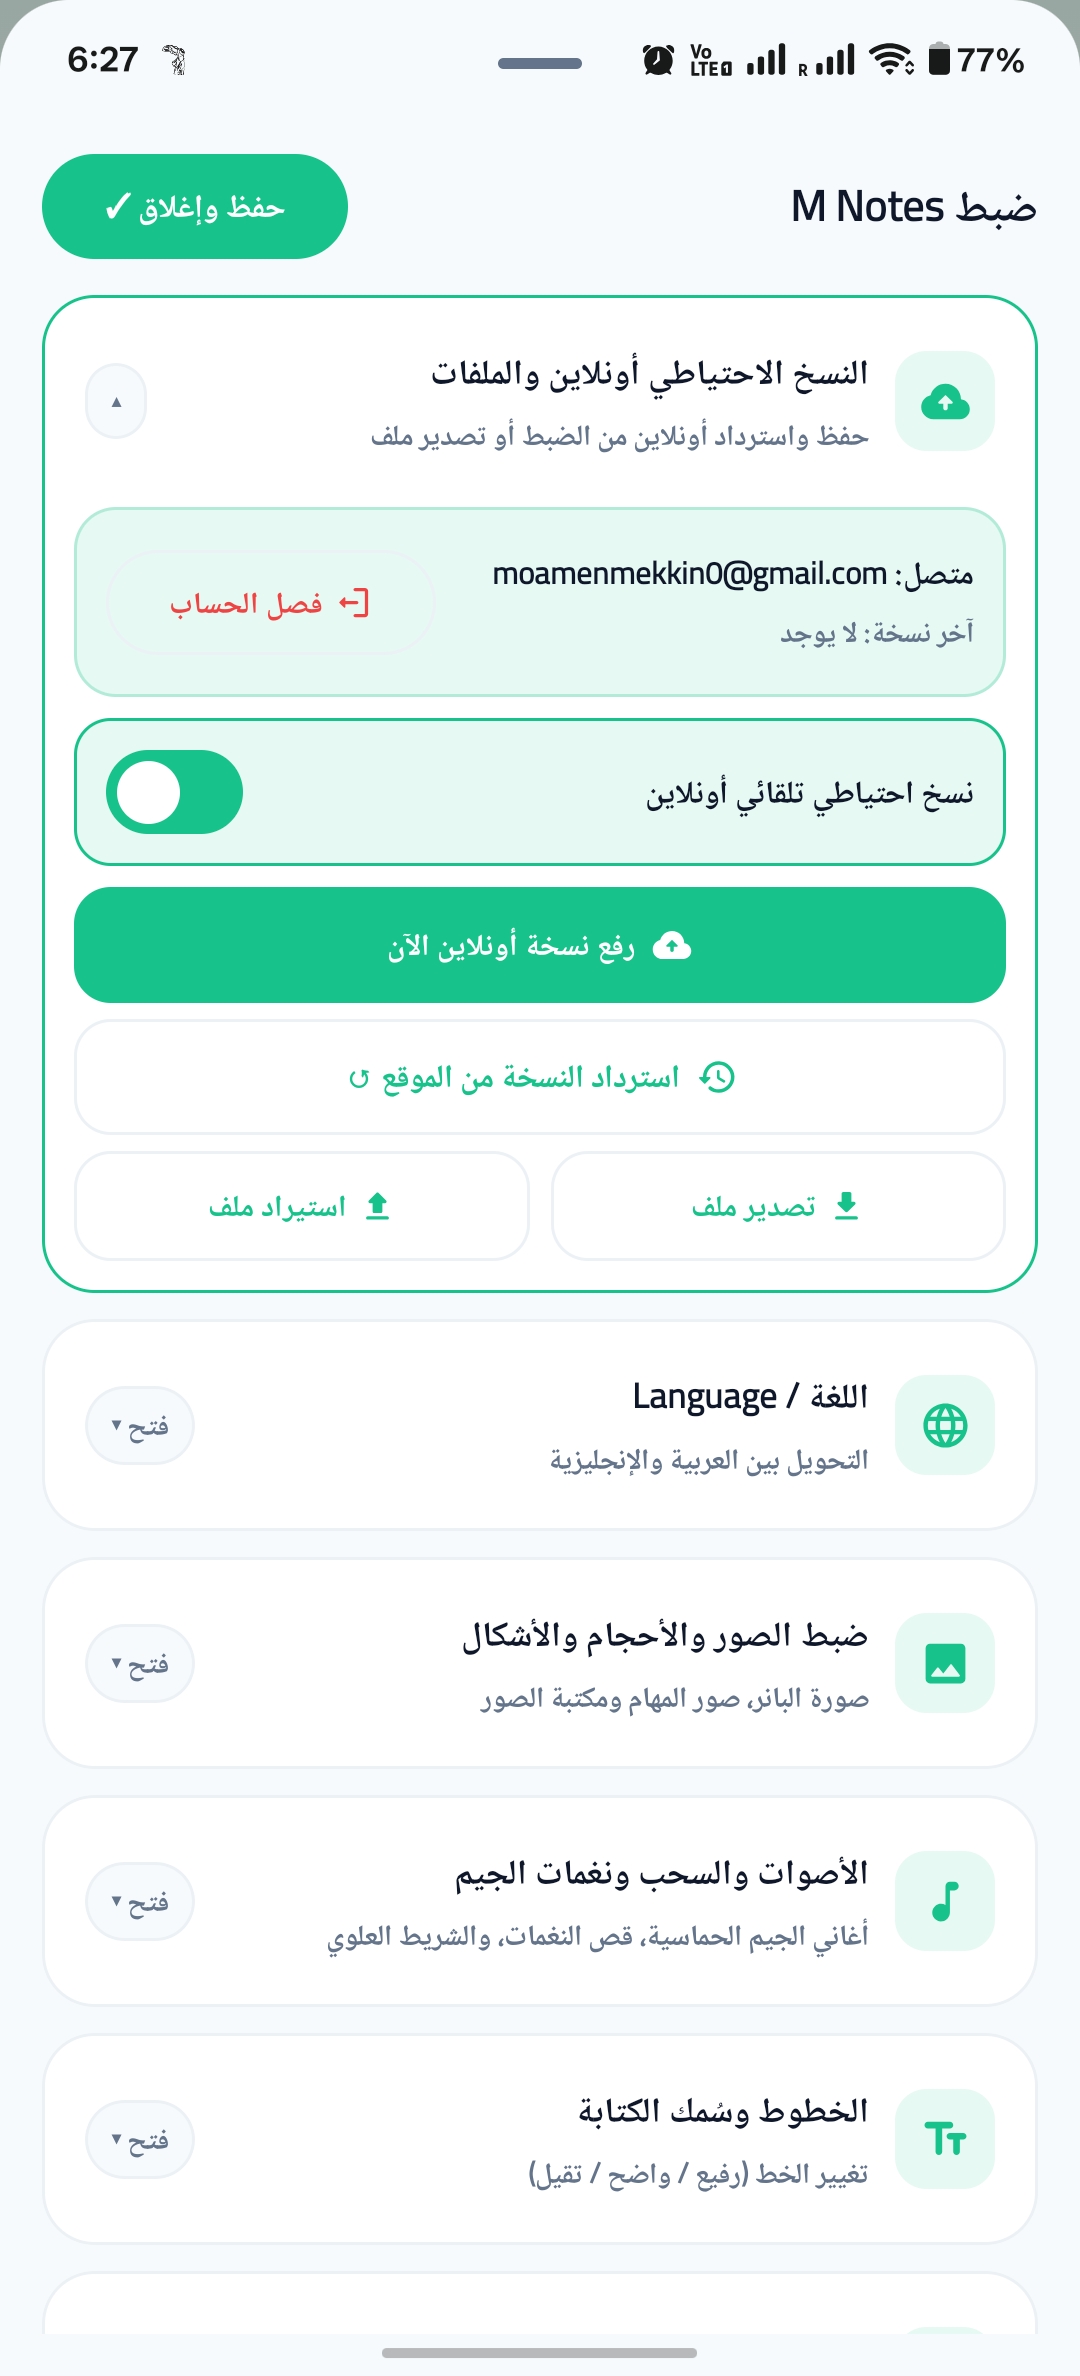 6:27
Vo
LTE 1
R
77%
ضبط M Notes
حفظ وإغلاق ✓
النسخ الاحتياطي أونلاين والملفات
▲
حفظ واسترداد أونلاين من الضبط أو تصدير ملف
متصل: moamenmekkin0@gmail.com
آخر نسخة: لا يوجد
فصل الحساب
نسخ احتياطي تلقائي أونلاين
رفع نسخة أونلاين الآن
استرداد النسخة من الموقع ↺
تصدير ملف
استيراد ملف
اللغة / Language
التحويل بين العربية والإنجليزية
فتح ▼
ضبط الصور والأحجام والأشكال
صورة البانر، صور المهام ومكتبة الصور
فتح ▼
الأصوات والسحب ونغمات الجيم
أغاني الجيم الحماسية، قص النغمات، والشريط العلوي
فتح ▼
الخطوط وسُمك الكتابة
تغيير الخط (رفيع / واضح / تقيل)
فتح ▼